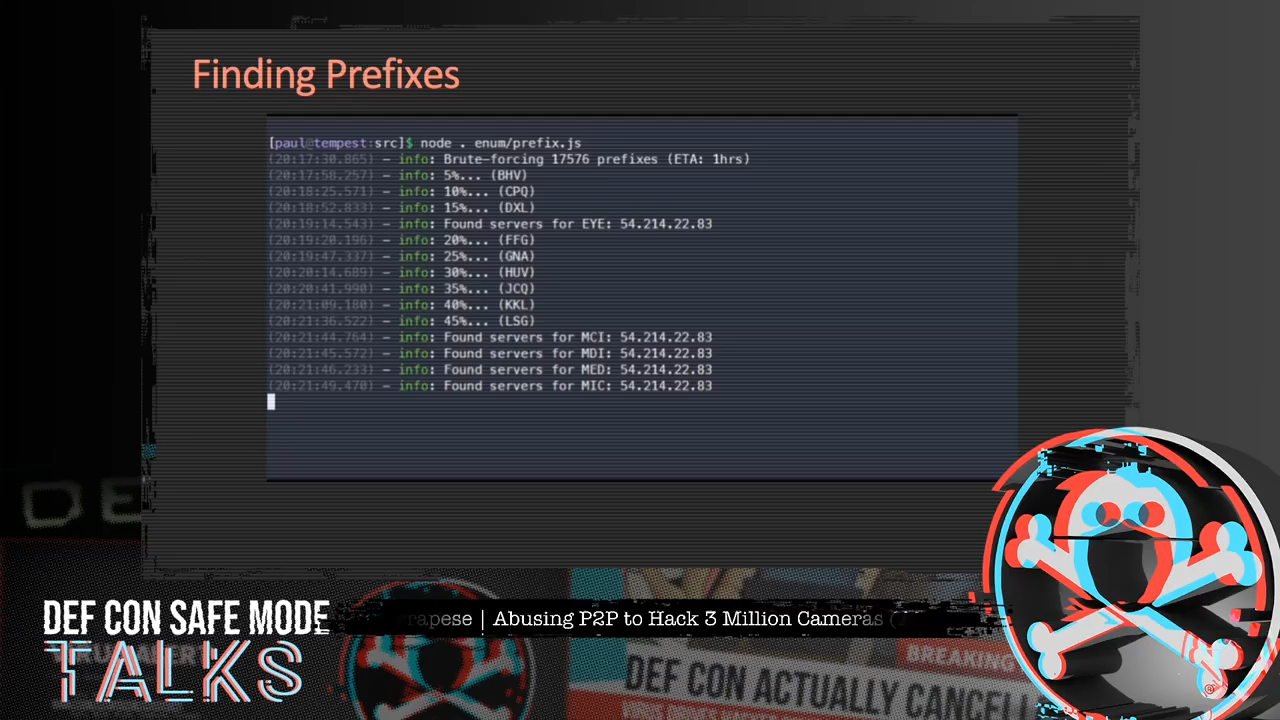 Finding Prefixes
[paul@tempest:src]$ node . enum/prefix.js
(20:17:30.865) – info: Brute-forcing 17576 prefixes (ETA: 1hrs)
(20:17:58.257) – info: 5%... (BHV)
(20:18:25.571) – info: 10%... (CPQ)
(20:18:52.833) – info: 15%... (DXL)
(20:19:14.543) – info: Found servers for EYE: 54.214.22.83
(20:19:20.196) – info: 20%... (FFG)
(20:19:47.337) – info: 25%... (GNA)
(20:20:14.689) – info: 30%... (HUV)
(20:20:41.990) – info: 35%... (JCQ)
(20:21:09.180) – info: 40%... (KKL)
(20:21:36.522) – info: 45%... (LSG)
(20:21:44.764) – info: Found servers for MCI: 54.214.22.83
(20:21:45.572) – info: Found servers for MDI: 54.214.22.83
(20:21:46.233) – info: Found servers for MED: 54.214.22.83
(20:21:49.470) – info: Found servers for MIC: 54.214.22.83
DE
DEF CON SAFE MODE
TALKS
rapese | Abusing P2P to Hack 3 Million Cameras
BREAKING
DEF CON ACTUALLY CANCELL